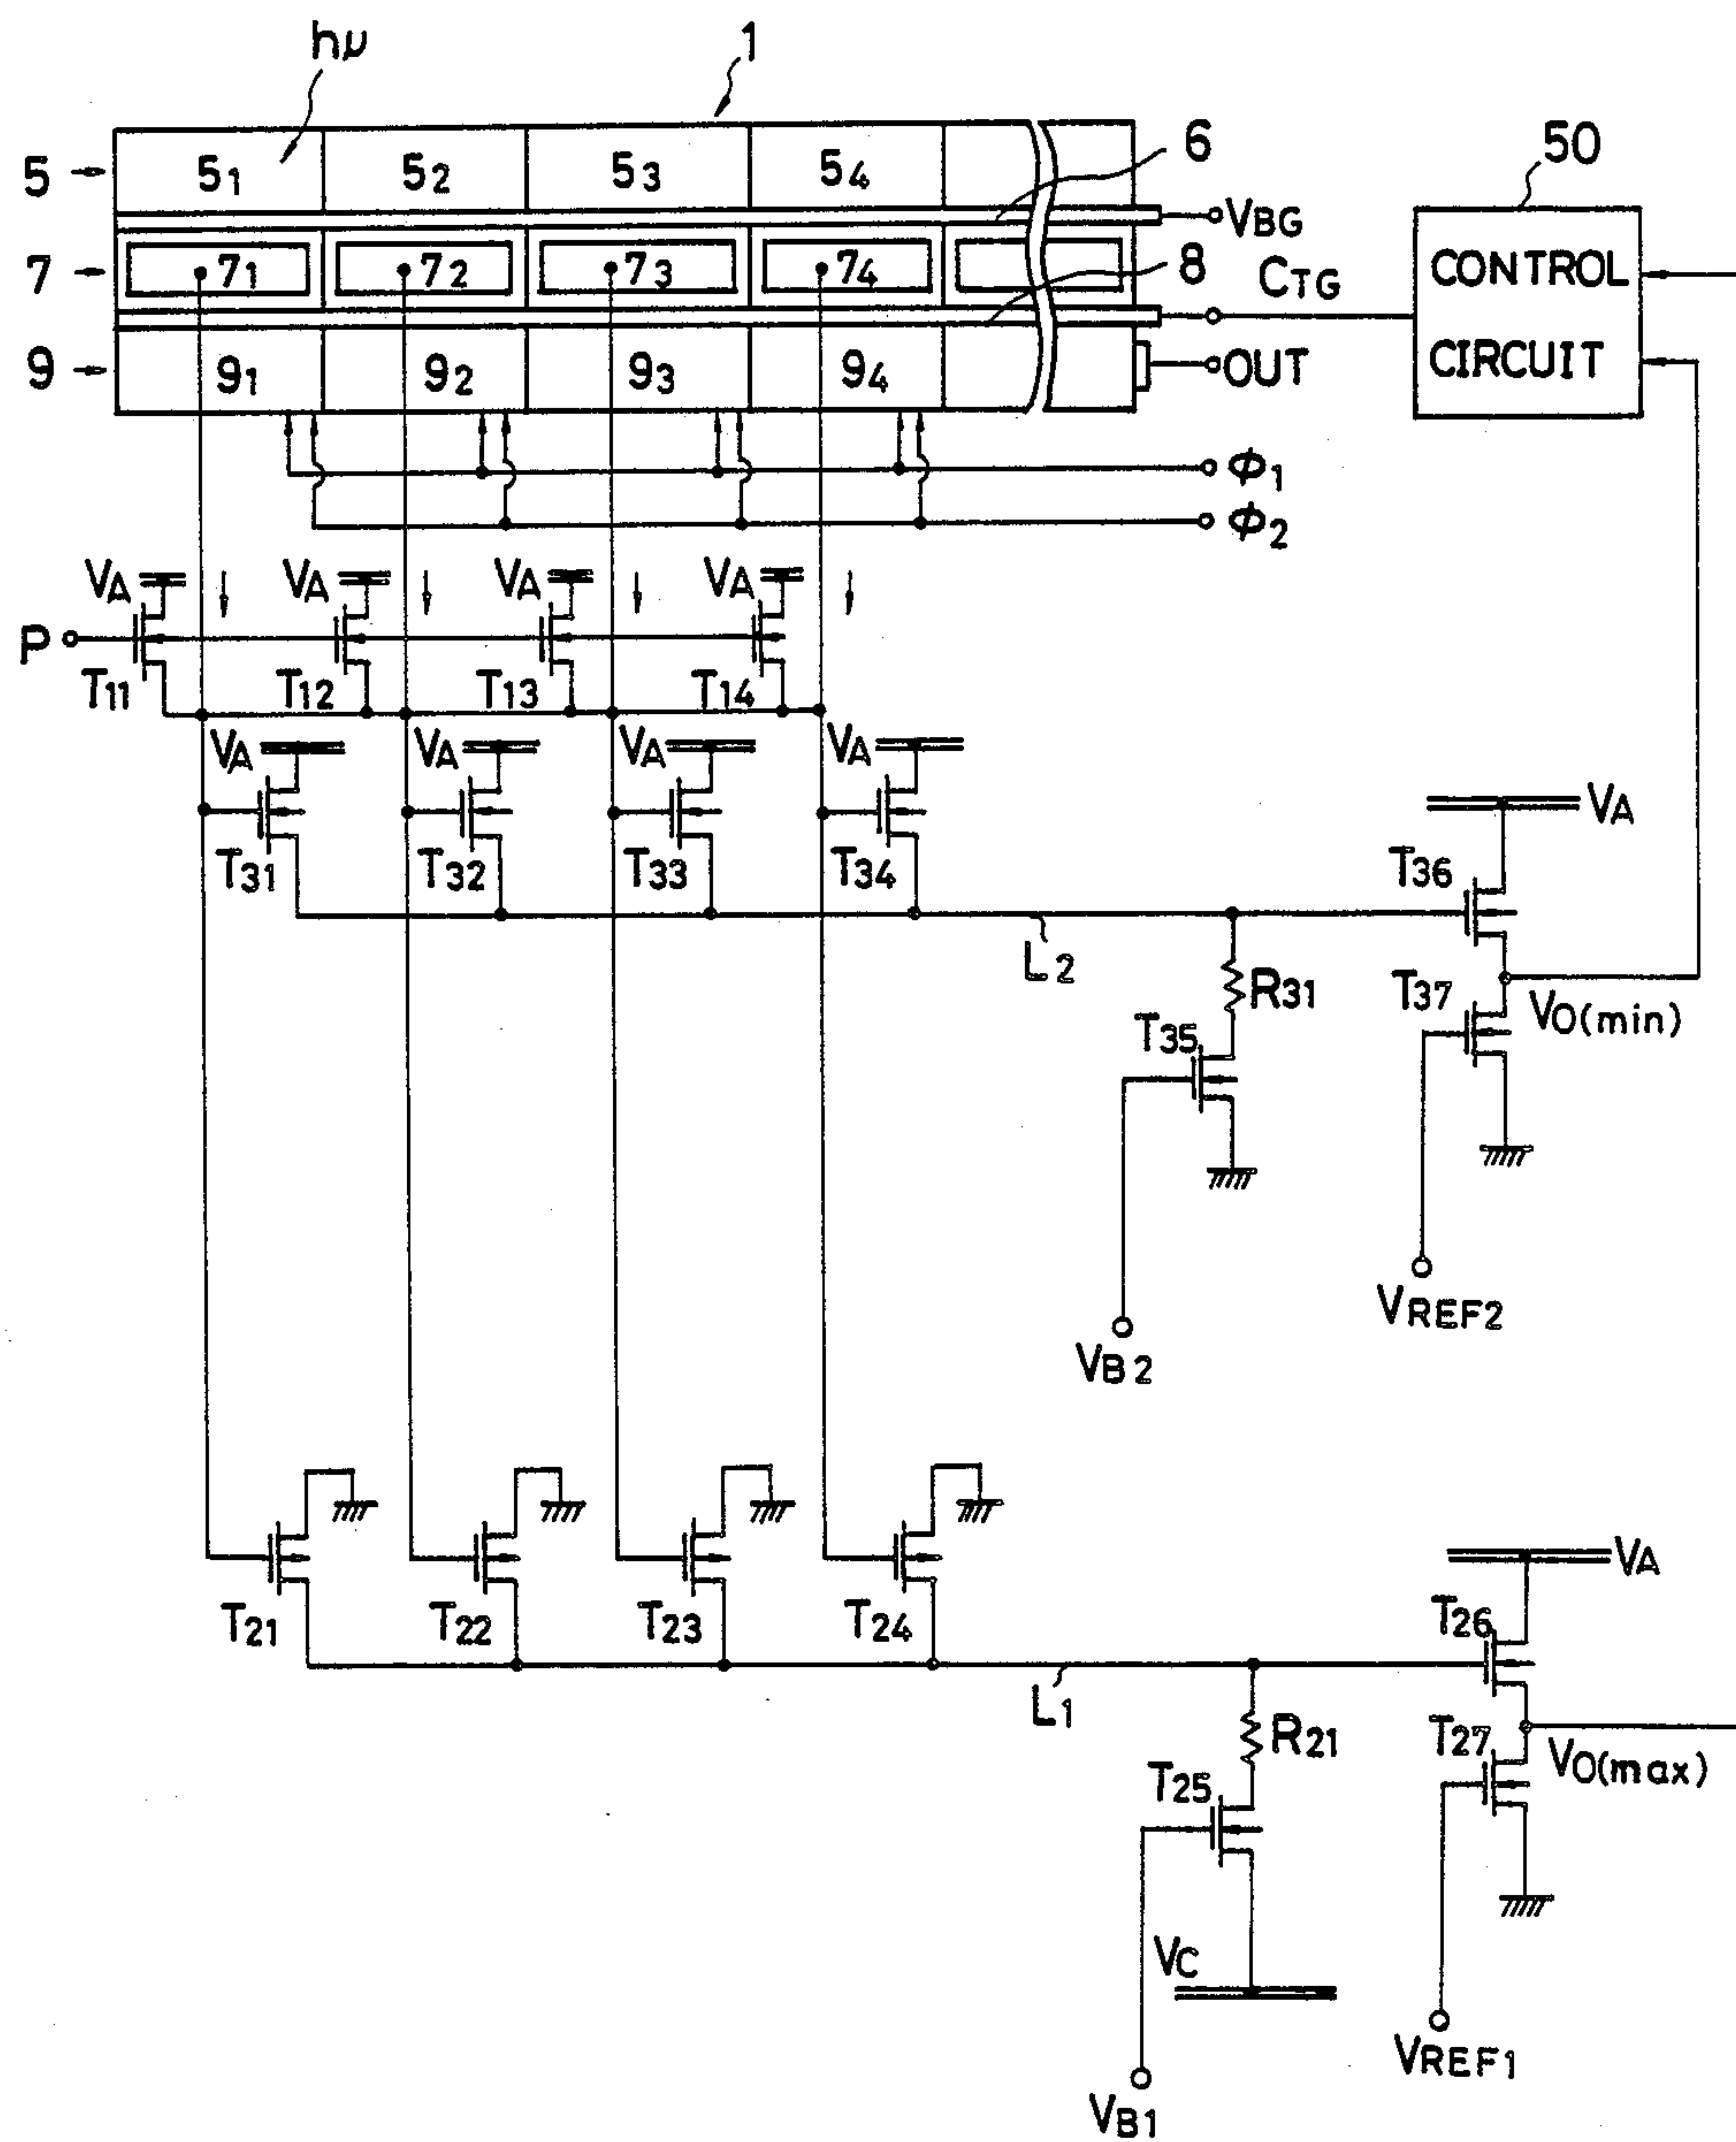 hμ
1
5 5₁ 5₂ 5₃ 5₄ 6 50
VBG
7 7₁ 7₂ 7₃ 7₄ 8 CTG CONTROL
9 9₁ 9₂ 9₃ 9₄ OUT CIRCUIT
ϕ₁
ϕ₂
VA VA VA VA
P
T11 T12 T13 T14
VA VA VA VA
VA
T31 T32 T33 T34 T36
L2 R31 T37
VO(min)
T35
VREF2
VB2
VA
T21 T22 T23 T24 T26
L1 R21 T27
VO(max)
T25
VC
VREF1
VB1